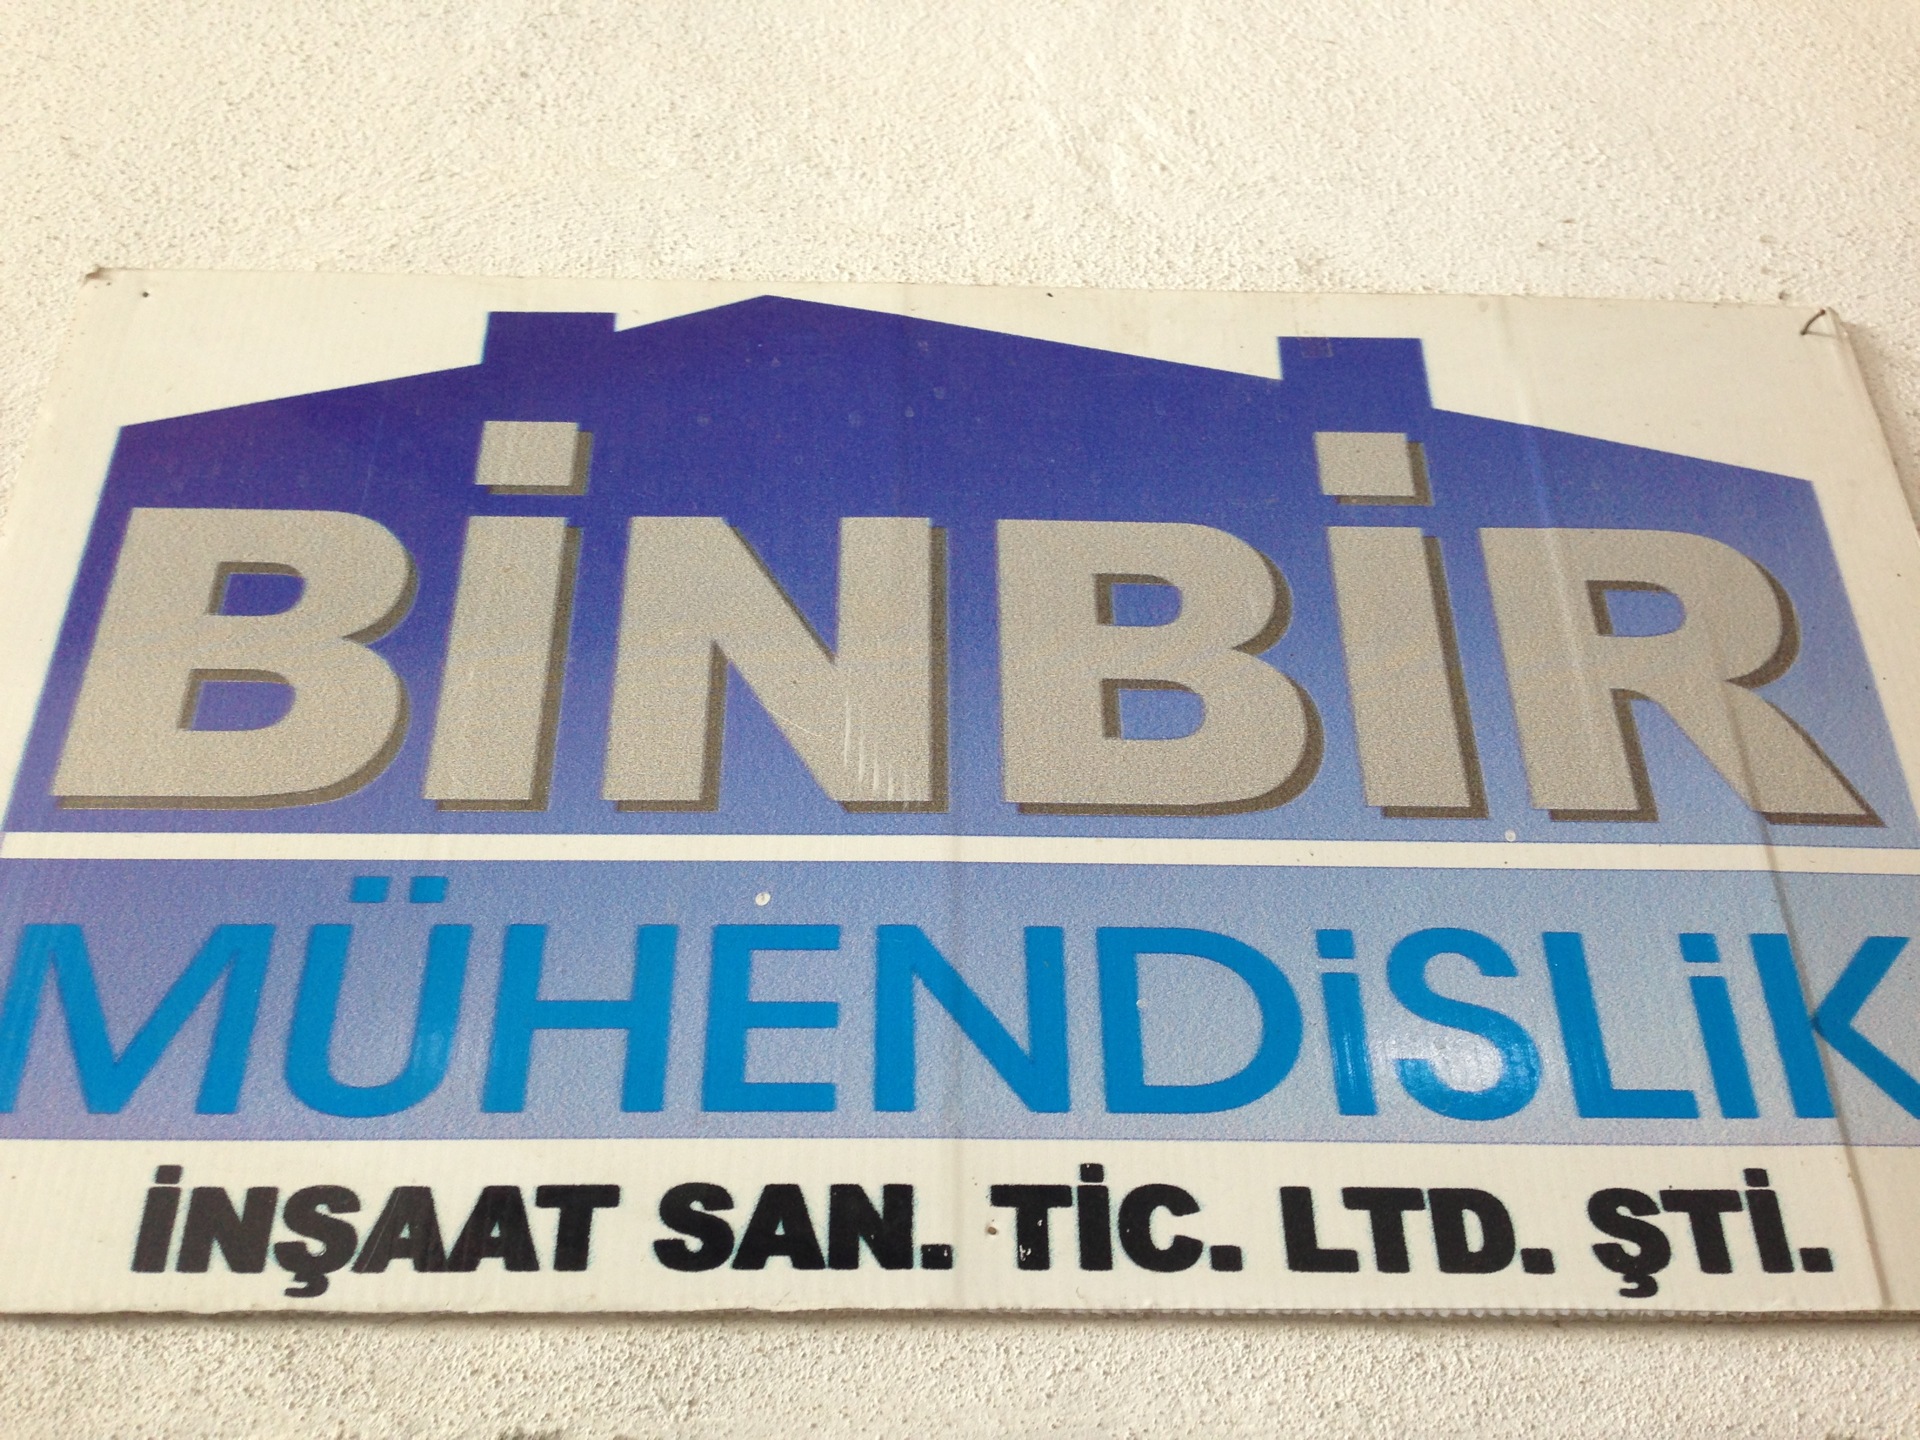 BİNBİR
MÜHENDİSLİK
İNŞAAT SAN. TİC. LTD. ŞTİ.